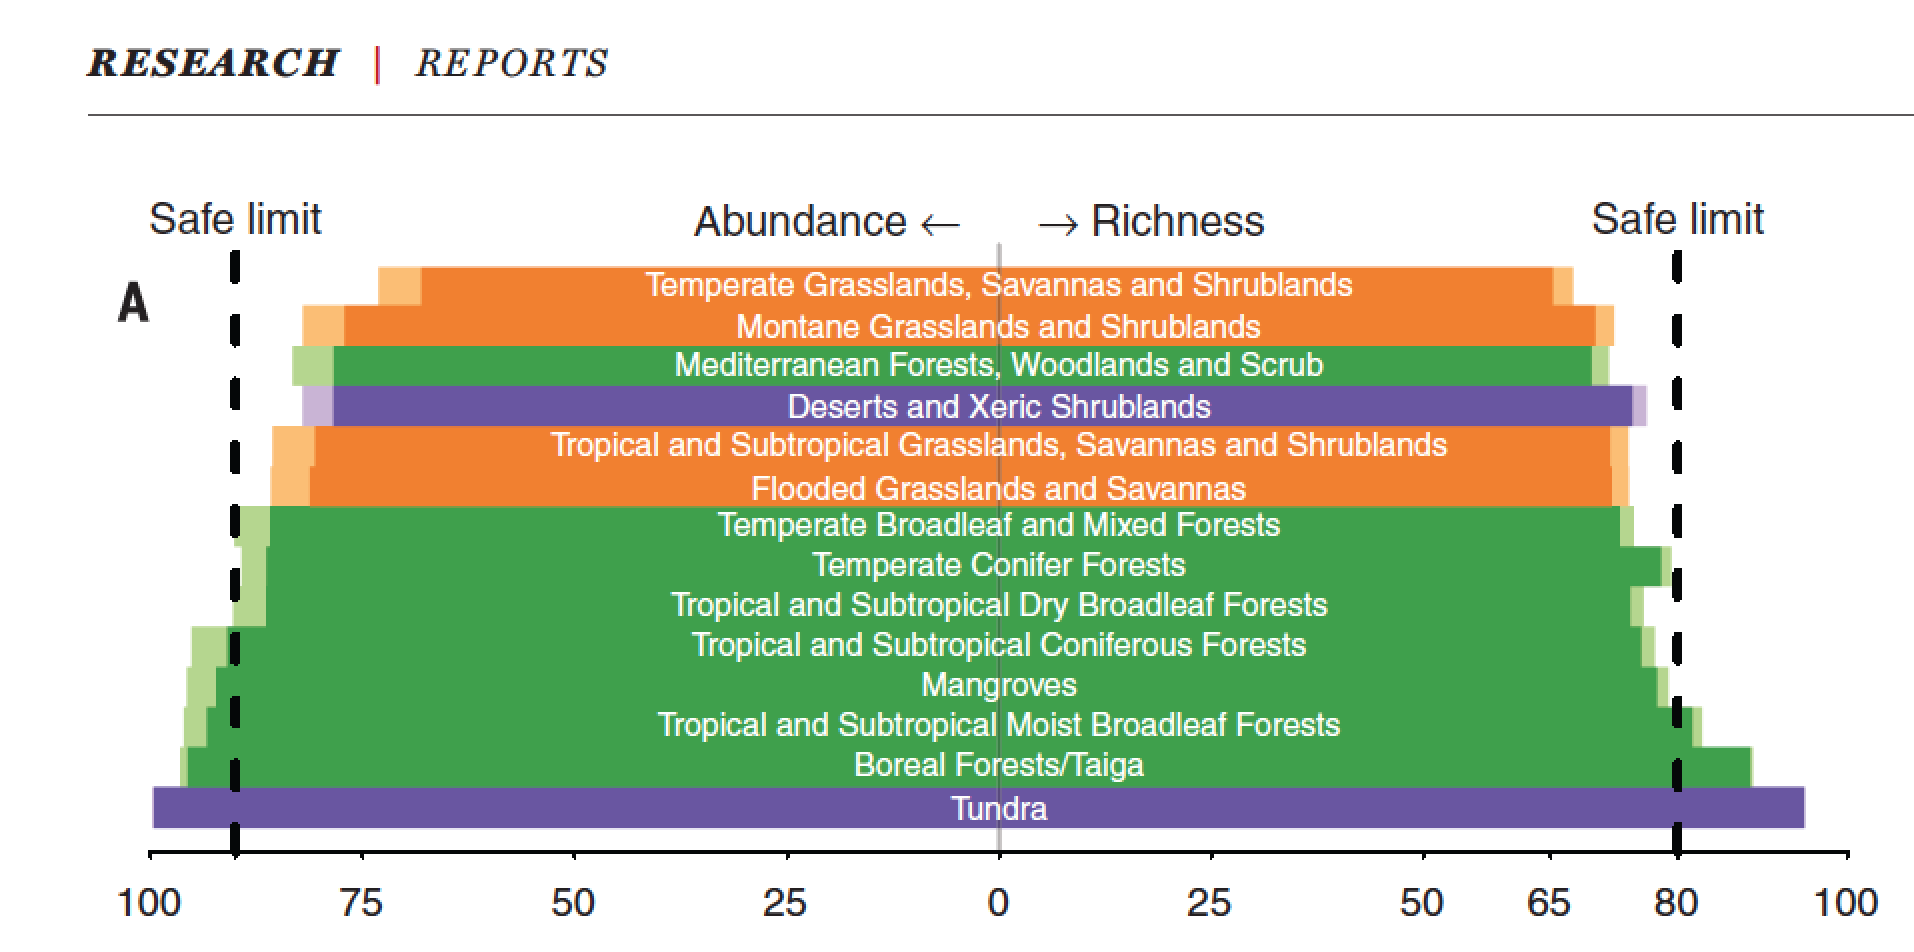 RESEARCH | REPORTS
Safe limit
Abundance ← → Richness
Safe limit
A
Temperate Grasslands, Savannas and Shrublands
Montane Grasslands and Shrublands
Mediterranean Forests, Woodlands and Scrub
Deserts and Xeric Shrublands
Tropical and Subtropical Grasslands, Savannas and Shrublands
Flooded Grasslands and Savannas
Temperate Broadleaf and Mixed Forests
Temperate Conifer Forests
Tropical and Subtropical Dry Broadleaf Forests
Tropical and Subtropical Coniferous Forests
Mangroves
Tropical and Subtropical Moist Broadleaf Forests
Boreal Forests/Taiga
Tundra
100 75 50 25 0 25 50 65 80 100